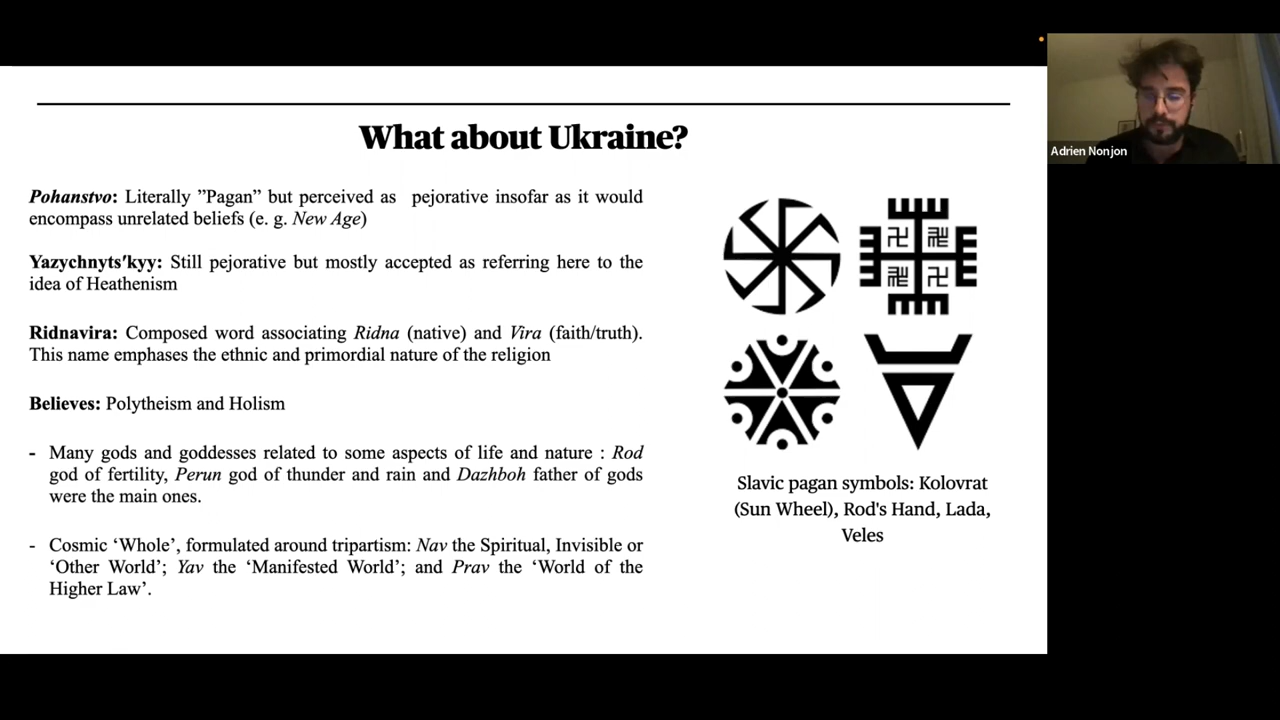 What about Ukraine?
Pohanstvo: Literally ”Pagan” but perceived as pejorative insofar as it would
encompass unrelated beliefs (e. g. New Age)
Yazychnyts′kyy: Still pejorative but mostly accepted as referring here to the
idea of Heathenism
Ridnavira: Composed word associating Ridna (native) and Vira (faith/truth).
This name emphases the ethnic and primordial nature of the religion
Believes: Polytheism and Holism
- Many gods and goddesses related to some aspects of life and nature : Rod
god of fertility, Perun god of thunder and rain and Dazhboh father of gods
were the main ones.
- Cosmic ‘Whole’, formulated around tripartism: Nav the Spiritual, Invisible or
‘Other World’; Yav the ‘Manifested World’; and Prav the ‘World of the
Higher Law’.
Slavic pagan symbols: Kolovrat
(Sun Wheel), Rod's Hand, Lada,
Veles
Adrien Nonjon